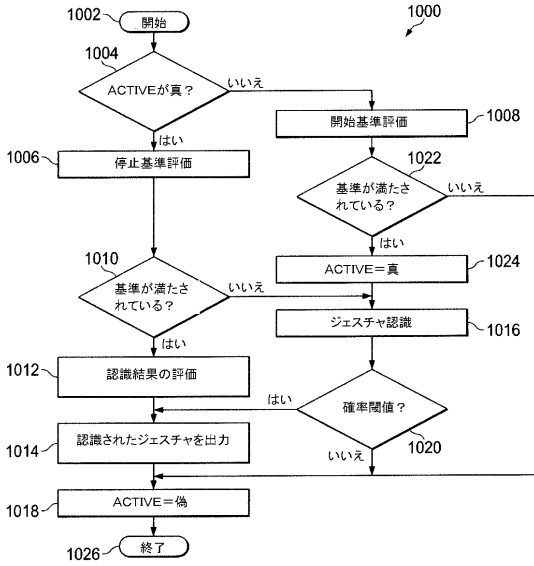 1000
1002
開始
1004
ACTIVEが真?
いいえ
はい
1006
停止基準評価
開始基準評価
1008
1022
基準が満たさ
れている?
いいえ
はい
ACTIVE=真
1024
1010
基準が満たさ
れている?
いいえ
はい
ジェスチャ認識
1016
1012
認識結果の評価
はい
確率閾値?
1020
いいえ
1014
認識されたジェスチャを出力
1018
ACTIVE=偽
1026
終了